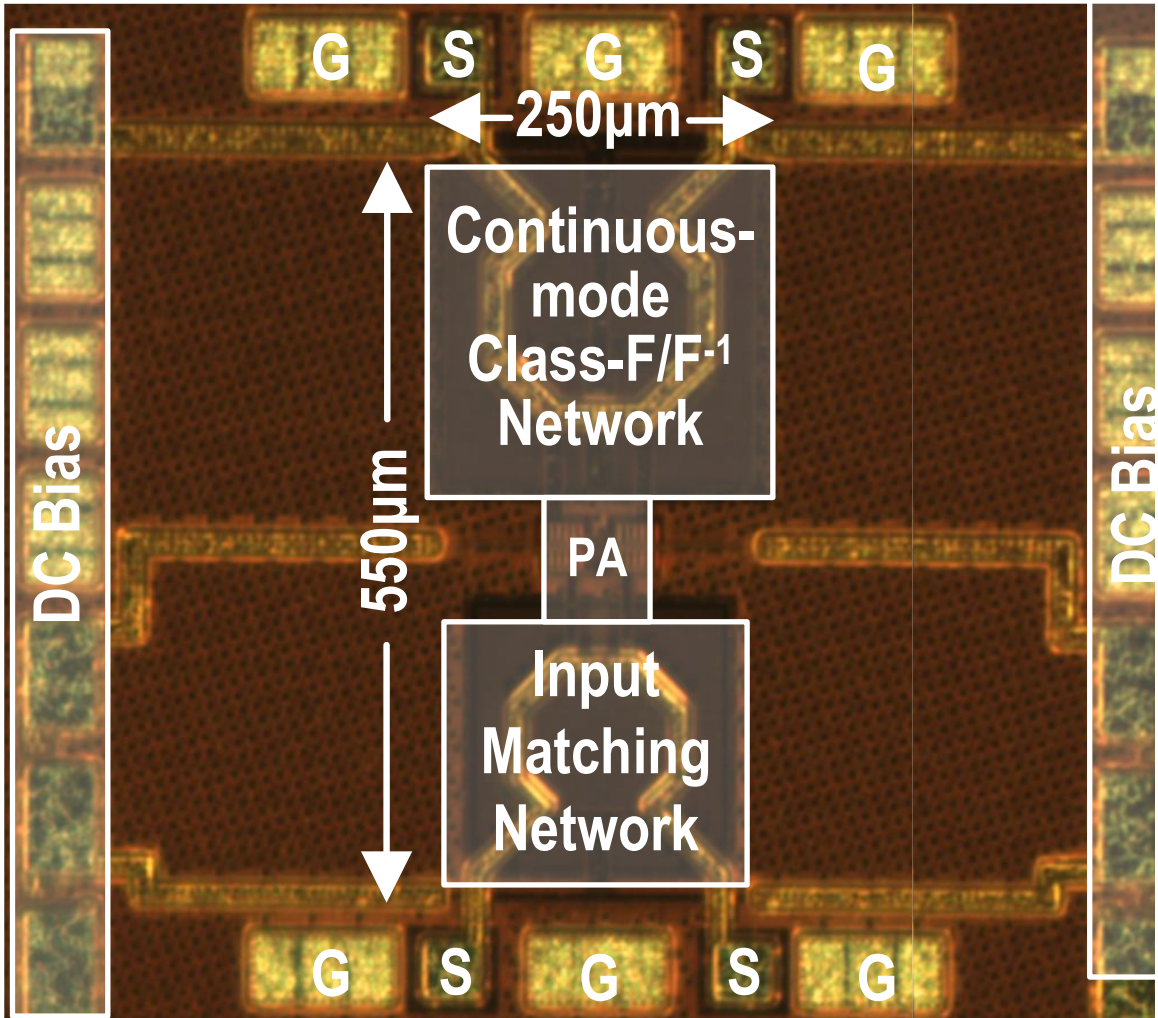 G S G S G
250μm
Continuous-
mode
Class-F/F-1
Network
DC Bias
550μm
PA
DC Bias
Input
Matching
Network
G S G S G